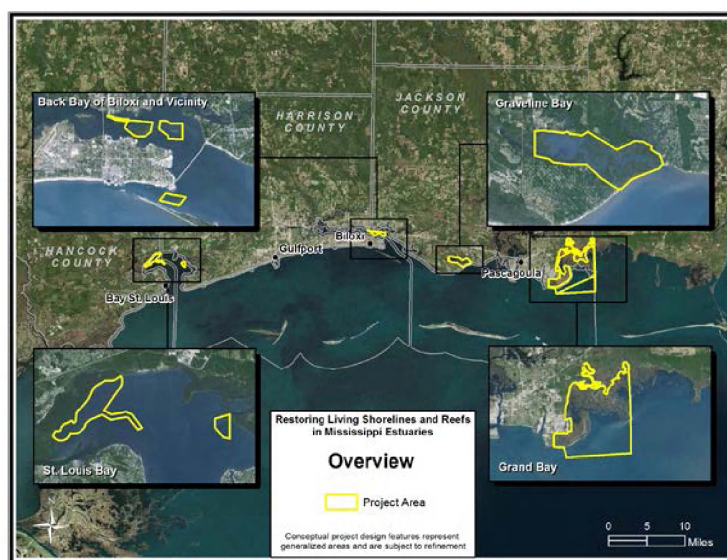 Back Bay of Biloxi and Vicinity
HARRISON
COUNTY
JACKSON
COUNTY
Graveline Bay
HANCOCK
COUNTY
Biloxi
Gulfport
Pascagoula
Bay St. Louis
St. Louis Bay
Grand Bay
Restoring Living Shorelines and Reefs
in Mississippi Estuaries
Overview
Project Area
Conceptual project design features represent
generalized areas and are subject to refinement
0 5 10
Miles